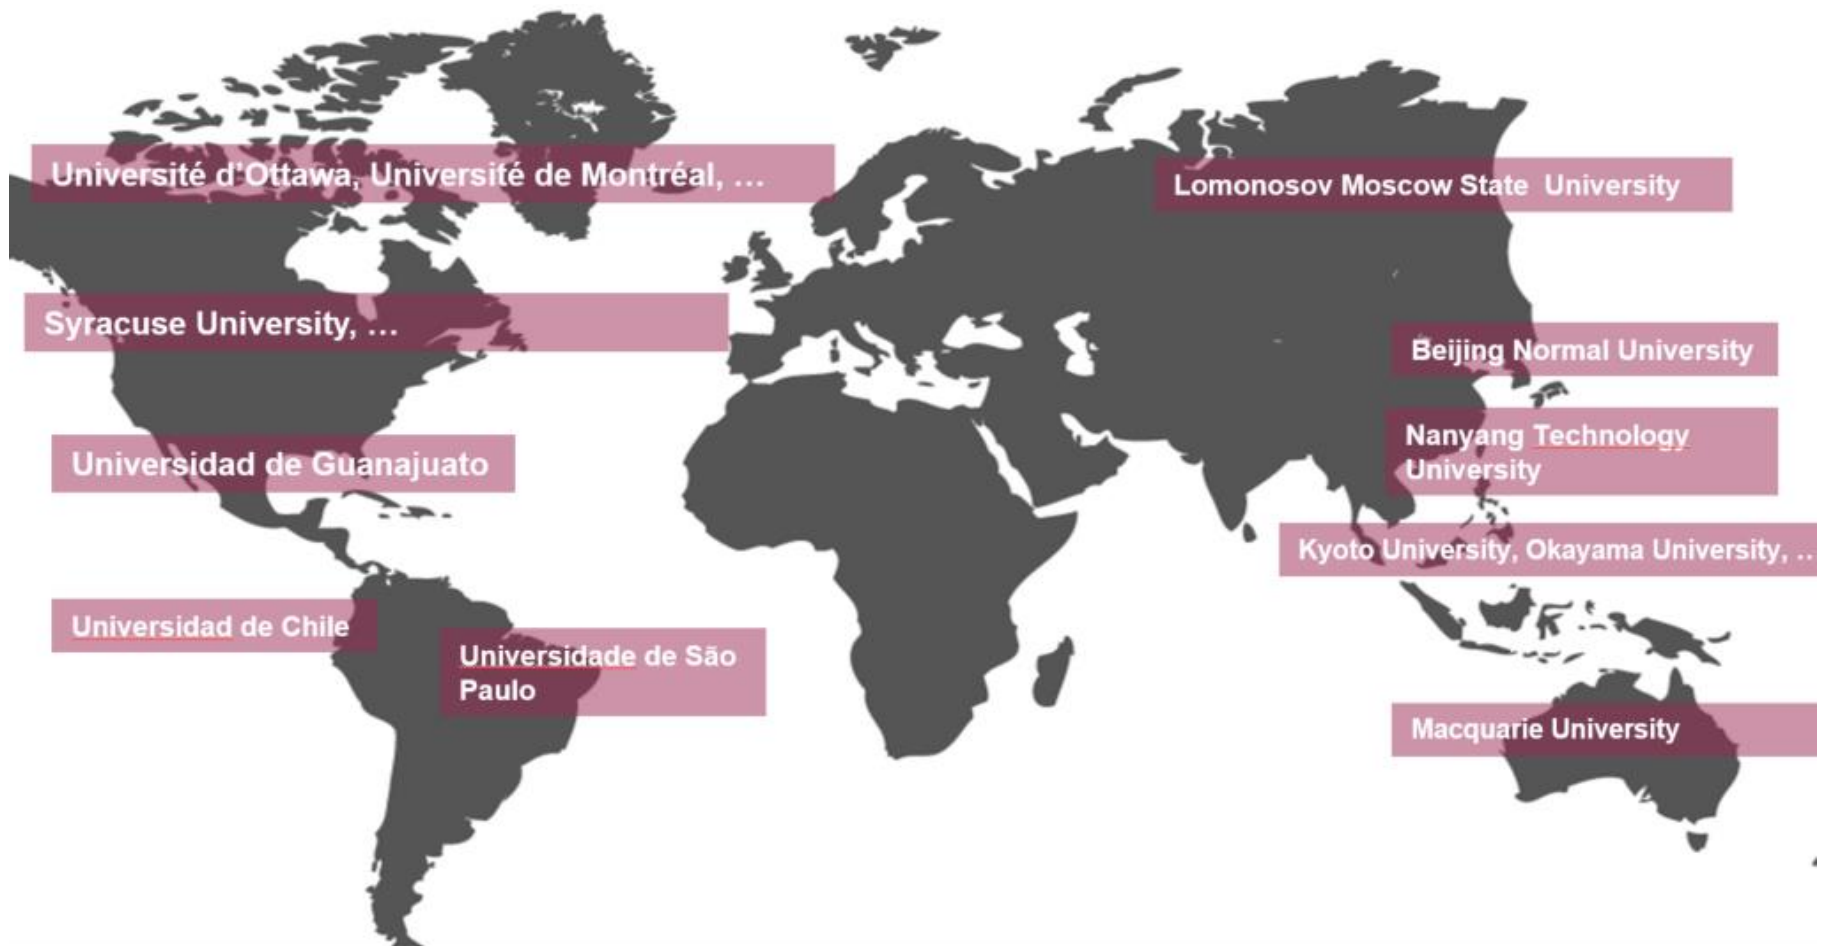 Université d’Ottawa, Université de Montréal, …
Lomonosov Moscow State  University
Syracuse University, …
Beijing Normal University
Nanyang Technology
University
Universidad de Guanajuato
Kyoto University, Okayama University, ..
Universidad de Chile
Universidade de São
Paulo
Macquarie University